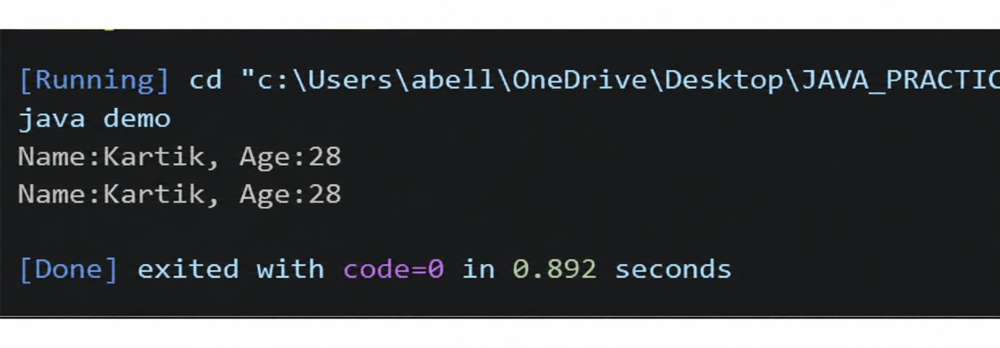 [Running] cd "c:\Users\abell\OneDrive\Desktop\JAVA_PRACTIC
java demo
Name:Kartik, Age:28
Name:Kartik, Age:28
[Done] exited with code=0 in 0.892 seconds